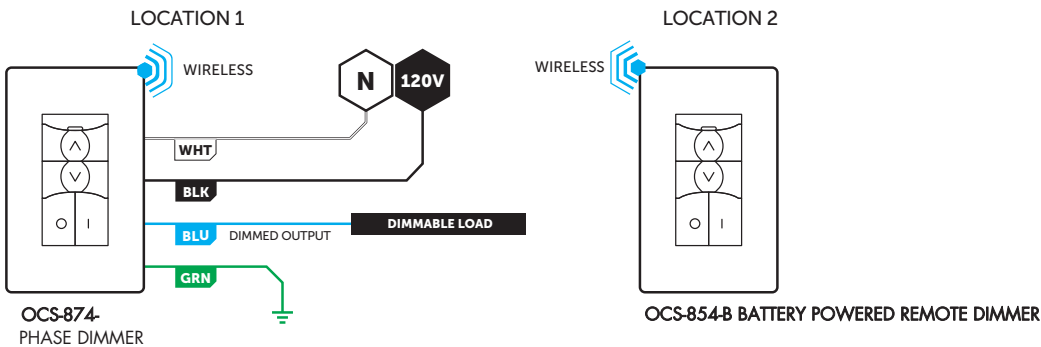 LOCATION 1
LOCATION 2
WIRELESS
N
120V
WIRELESS
WHT
BLK
BLU
DIMMED OUTPUT
DIMMABLE LOAD
O I
O I
GRN
OCS-874-
PHASE DIMMER
OCS-854-B BATTERY POWERED REMOTE DIMMER